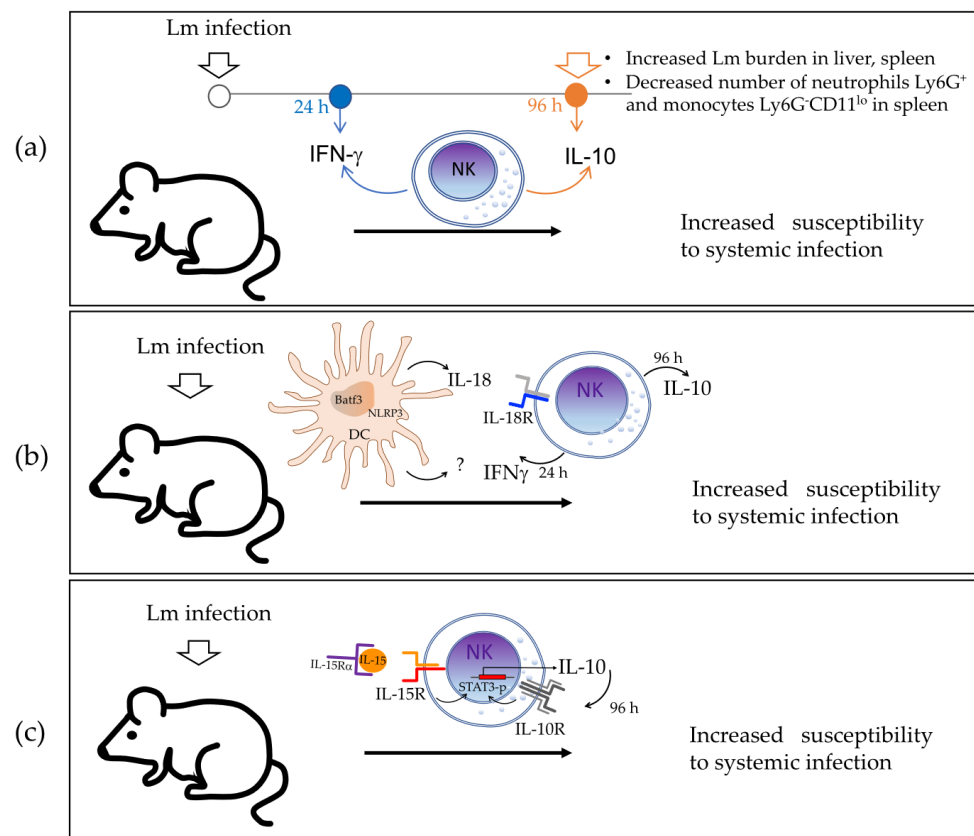 (a)
Lm infection
24 h
96 h
• Increased Lm burden in liver, spleen
• Decreased number of neutrophils Ly6G⁺
and monocytes Ly6G⁻CD11ˡᵒ in spleen
IFN-γ
NK
IL-10
Increased susceptibility
to systemic infection
(b)
Lm infection
Batf3
NLRP3
DC
IL-18
?
IL-18R
NK
96 h
IL-10
IFNγ
24 h
Increased susceptibility
to systemic infection
(c)
Lm infection
IL-15Rα
IL-15
IL-15R
NK
STAT3-p
IL-10
IL-10R
96 h
Increased susceptibility
to systemic infection